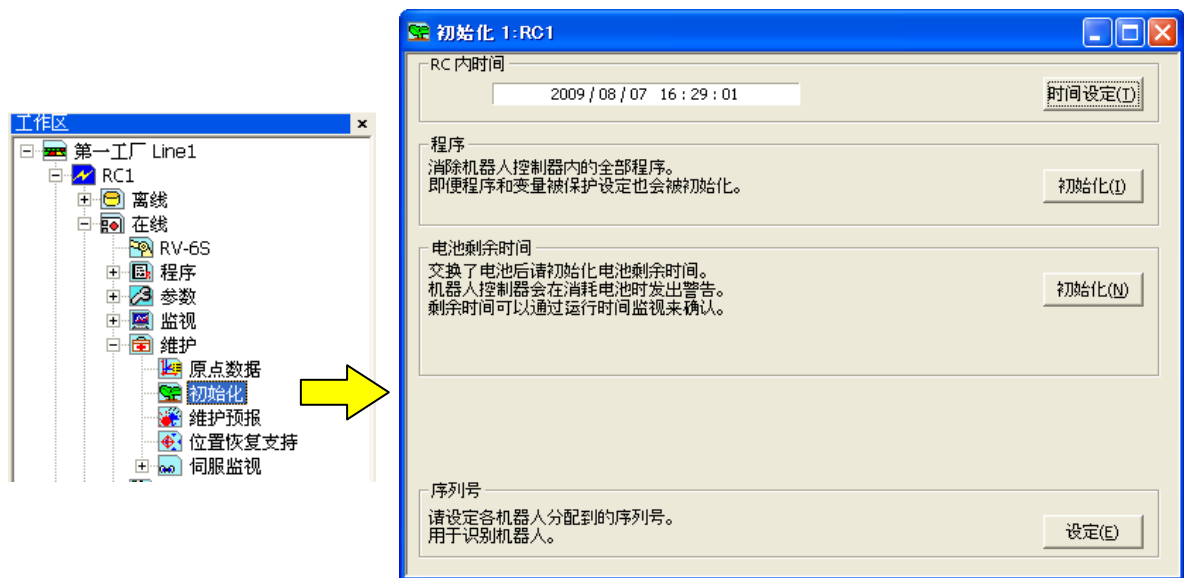 工作区
第一工厂 Line1
RC1
离线
在线
RV-6S
程序
参数
监视
维护
原点数据
初始化
维护预报
位置恢复支持
伺服监视
初始化 1:RC1
RC 内时间
2009 / 08 / 07 16 : 29 : 01
时间设定(T)
程序
消除机器人控制器内的全部程序。
即便程序和变量被保护设定也会被初始化。
初始化(I)
电池剩余时间
交换了电池后请初始化电池剩余时间。
机器人控制器会在消耗电池时发出警告。
剩余时间可以通过运行时间监视来确认。
初始化(N)
序列号
请设定各机器人分配到的序列号。
用于识别机器人。
设定(E)